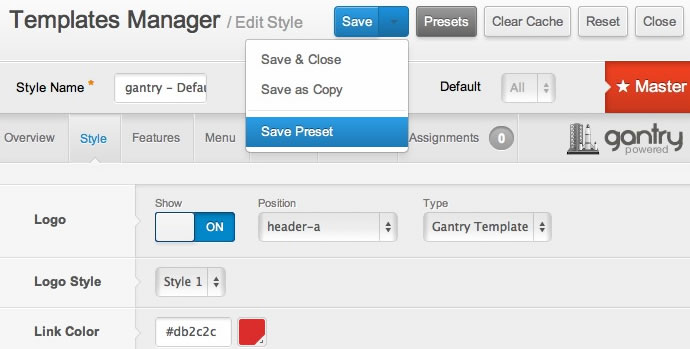 Templates Manager / Edit Style
Save Presets Clear Cache Reset Close
Save & Close
Save as Copy
Save Preset
Style Name * gantry – Defau Default All ★ Master
Overview Style Features Menu Assignments 0
gantry
powered
Show Position Type
Logo ON header-a Gantry Template
Logo Style Style 1
Link Color #db2c2c